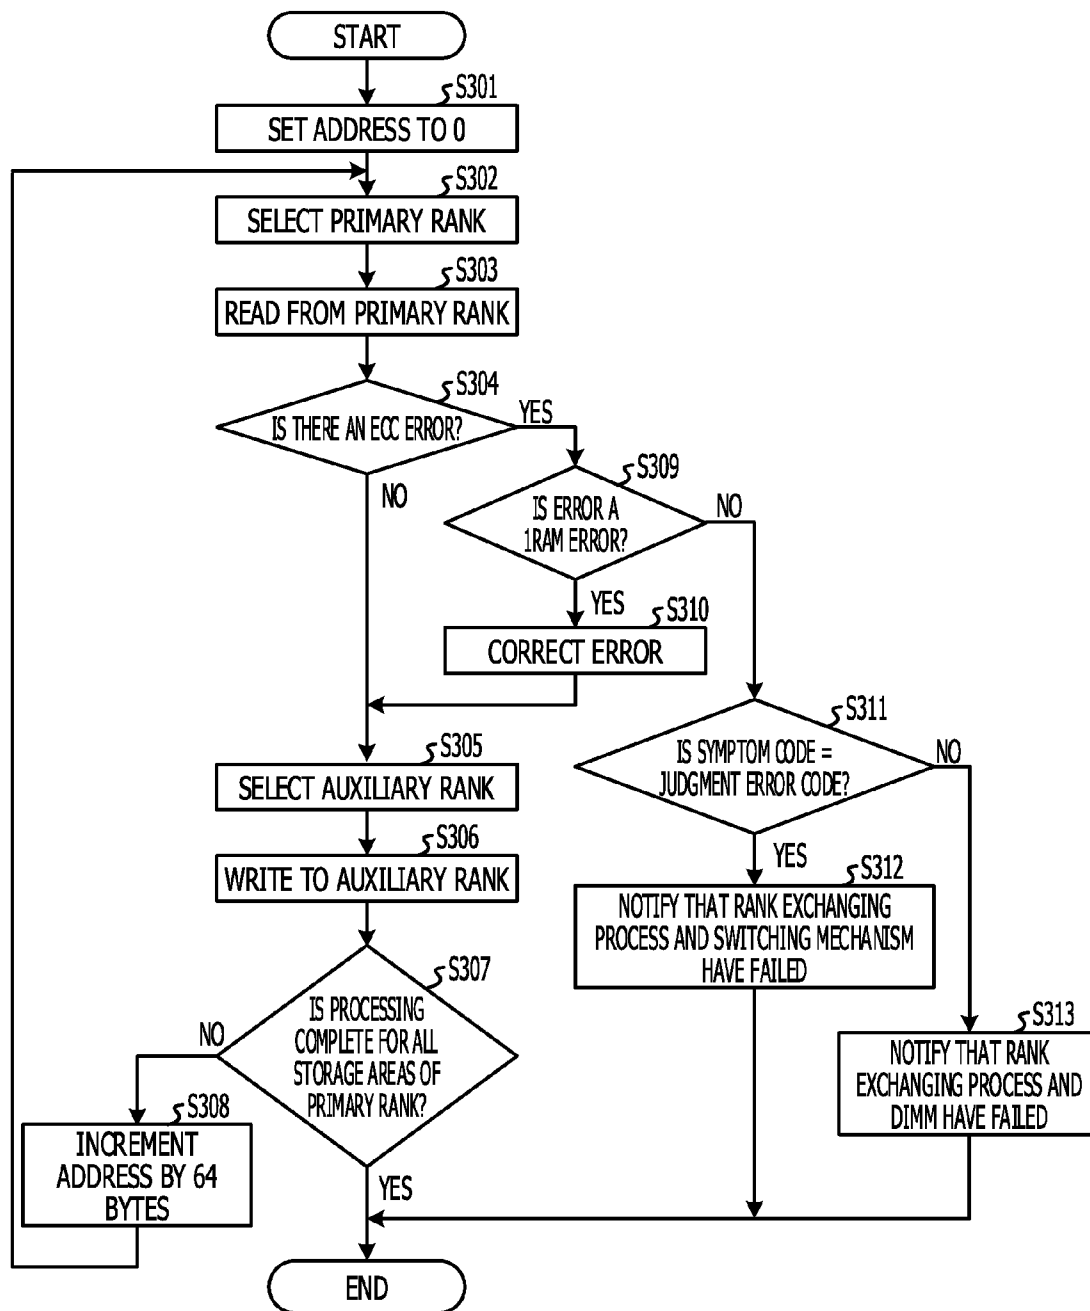 START
S301
SET ADDRESS TO 0
S302
SELECT PRIMARY RANK
S303
READ FROM PRIMARY RANK
S304
IS THERE AN ECC ERROR?
YES
NO
S309
IS ERROR A
1RAM ERROR?
NO
YES
S310
CORRECT ERROR
S311
IS SYMPTOM CODE =
JUDGMENT ERROR CODE?
NO
YES
S305
SELECT AUXILIARY RANK
S306
WRITE TO AUXILIARY RANK
S312
NOTIFY THAT RANK EXCHANGING
PROCESS AND SWITCHING MECHANISM
HAVE FAILED
S307
IS PROCESSING
COMPLETE FOR ALL
STORAGE AREAS OF
PRIMARY RANK?
NO
YES
S313
NOTIFY THAT RANK
EXCHANGING PROCESS AND
DIMM HAVE FAILED
S308
INCREMENT
ADDRESS BY 64
BYTES
END